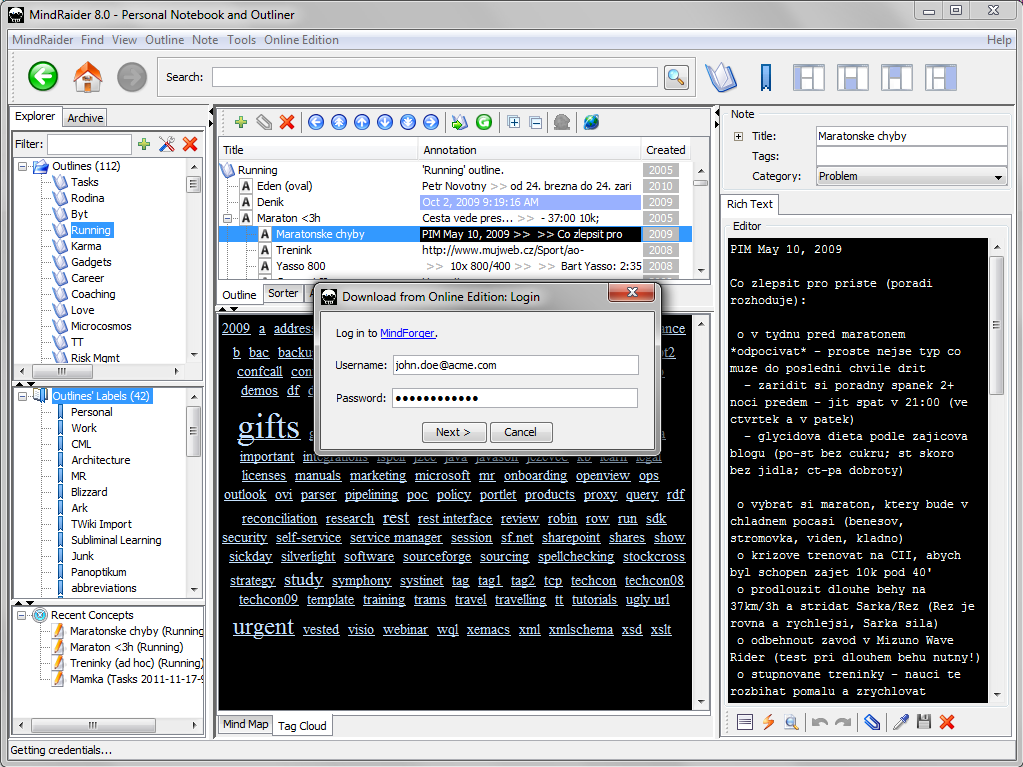 MindRaider 8.0 - Personal Notebook and Outliner
MindRaider Find View Outline Note Tools Online Edition Help
Search:
Explorer Archive
Filter:
Outlines (112)
Tasks
Rodina
Byt
Running
Karma
Gadgets
Career
Coaching
Love
Microcosmos
TT
Risk Mgmt
Outlines' Labels (42)
Personal
Work
CML
Architecture
MR
Blizzard
Ark
TWiki Import
Subliminal Learning
Junk
Panoptikum
abbreviations
Recent Concepts
Maratonske chyby (Running
Maraton <3h (Running)
Treninky (ad hoc) (Running)
Mamka (Tasks 2011-11-17-9
Getting credentials...
Title Annotation Created
Running 'Running' outline. 2005
Eden (oval) Petr Novotny >> od 24. brezna do 24. zari 2010
Denik Oct 2, 2009 9:19:16 AM 2009
Maraton <3h Cesta vede pres... >> - 37:00 10k; 2005
Maratonske chyby PIM May 10, 2009 >> >> Co zlepsit pro 2009
Trenink http://www.mujweb.cz/Sport/ao- 2008
Yasso 800 >> 10x 800/400 >> >> Bart Yasso: 2:35 2008
Outline Sorter
Download from Online Edition: Login
Log in to MindForger.
Username: john.doe@acme.com
Password: ●●●●●●●●●●●●
Next > Cancel
2009 a
b bac
confcall
demos df
gifts
important integrations ispell j2ee java javason jezevec kb learn legal
licenses manuals marketing microsoft mr onboarding openview ops
outlook ovi parser pipelining poc policy portlet products proxy query rdf
reconciliation research rest rest interface review robin row run sdk
security self-service service manager session sf.net sharepoint shares show
sickday silverlight software sourceforge sourcing spellchecking stockcross
strategy study symphony systinet tag tag1 tag2 tcp techcon techcon08
techcon09 template training trams travel travelling tt tutorials ugly url
urgent vested visio webinar wql xemacs xml xmlschema xsd xslt
Mind Map Tag Cloud
Note
Title: Maratonske chyby
Tags:
Category: Problem
Rich Text
Editor
PIM May 10, 2009
Co zlepsit pro priste (poradi
rozhoduje):
o v tydnu pred maratonem
*odpocivat* - proste nejse typ co
muze do posledni chvile drit
- zaridit si poradny spanek 2+
noci predem - jit spat v 21:00 (ve
ctvrtek a v patek)
- glycidova dieta podle zajicova
blogu (po-st bez cukru; st skoro
bez jidla; ct-pa dobroty)
o vybrat si maraton, ktery bude v
chladnem pocasi (benesov,
stromovka, viden, kladno)
o krizove trenovat na CII, abych
byl schopen zajet 10k pod 40'
o prodlouzit dlouhe behy na
37km/h a stridat Sarka/Rez (Rez je
rovna a rychlejsi, Sarka sila)
o odbehnout zavod v Mizuno Wave
Rider (test pri dlouhem behu nutny!)
o stupnovane treninky - nauci te
rozbihat pomalu a zrychlovat